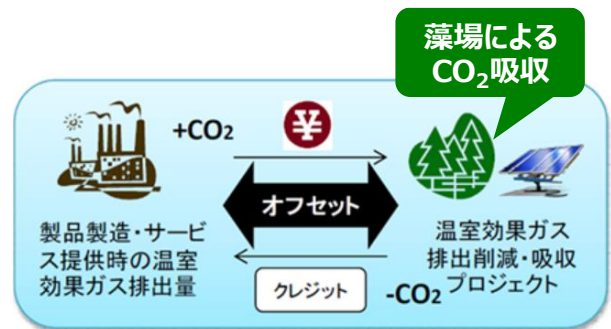 藻場による
CO₂吸収
+CO₂
¥
オフセット
製品製造・サービ
ス提供時の温室
効果ガス排出量
クレジット
-CO₂
温室効果ガス
排出削減・吸収
プロジェクト